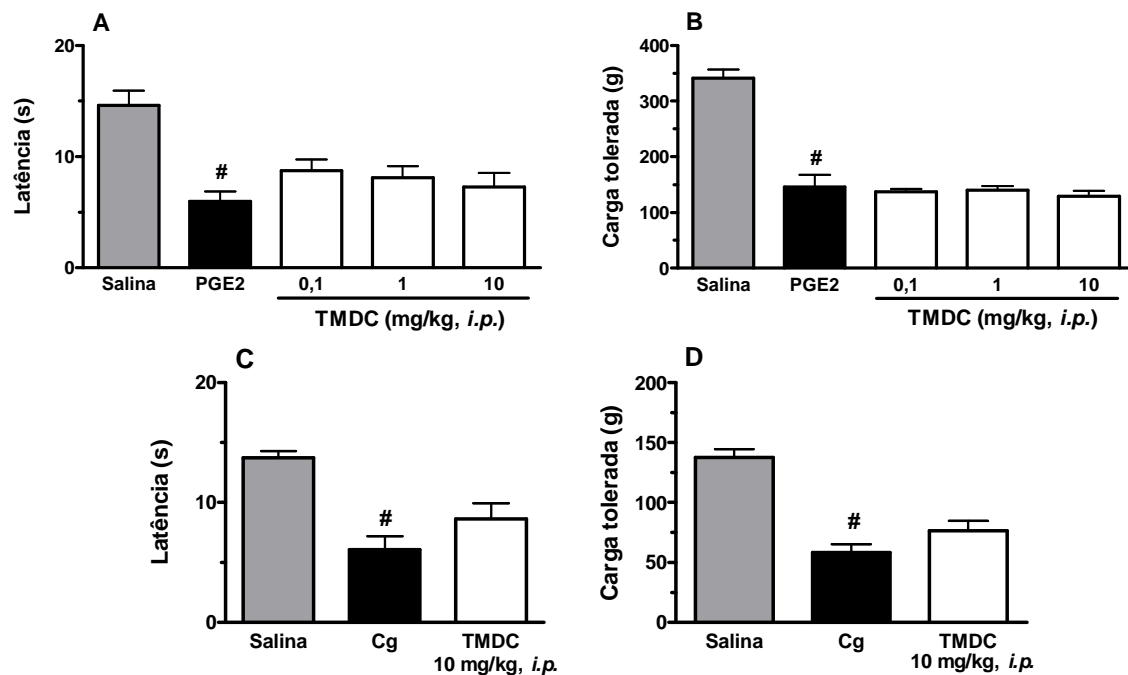 A
Latência (s)
20
10
0
#
Salina
PGE2
0,1
1
10
TMDC (mg/kg, i.p.)
B
Carga tolerada (g)
400
300
200
100
0
#
Salina
PGE2
0,1
1
10
TMDC (mg/kg, i.p.)
C
Latência (s)
20
10
0
#
Salina
Cg
TMDC
10 mg/kg, i.p.
D
Carga tolerada (g)
200
150
100
50
0
#
Salina
Cg
TMDC
10 mg/kg, i.p.